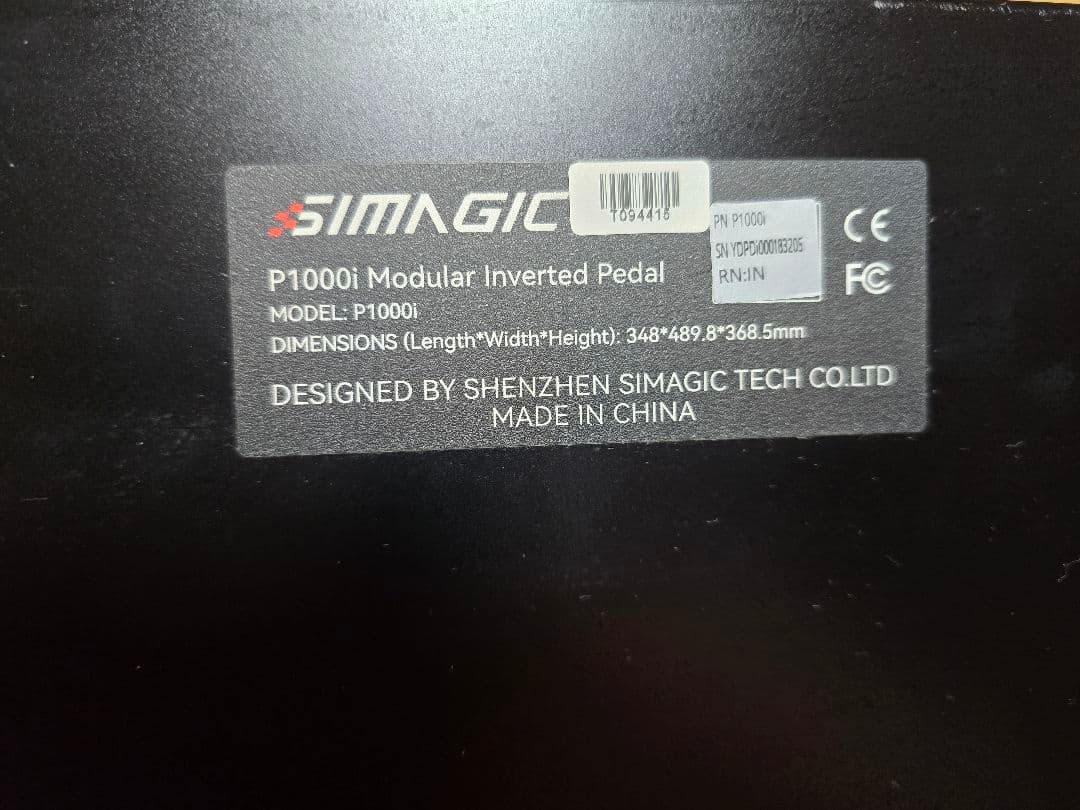 SIMAGIC
T094415
PN P1000i
SN YDPDi000183205
RN:IN
CE
FC
P1000i Modular Inverted Pedal
MODEL: P1000i
DIMENSIONS (Length*Width*Height): 348*489.8*368.5mm
DESIGNED BY SHENZHEN SIMAGIC TECH CO.LTD
MADE IN CHINA